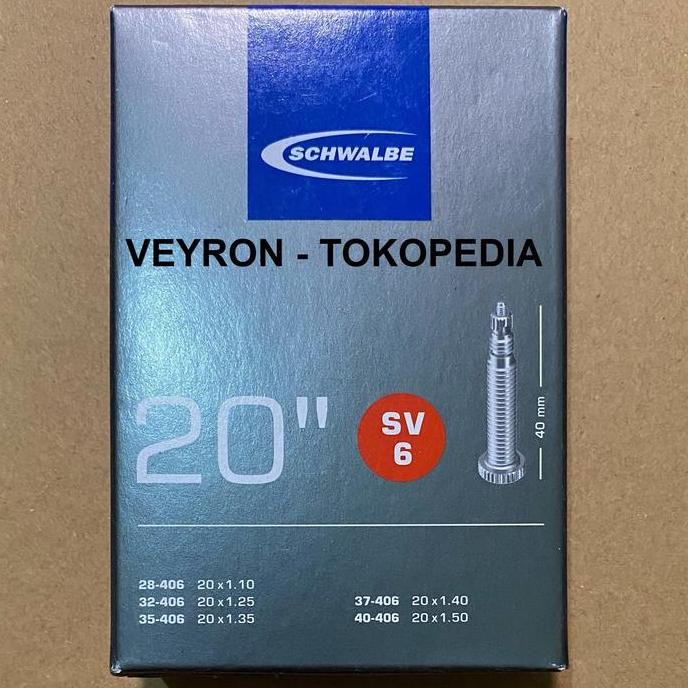 SCHWALBE
VEYRON - TOKOPEDIA
20"
SV
6
40 mm
28-406 20 x 1.10
32-406 20 x 1.25
35-406 20 x 1.35
37-406 20 x 1.40
40-406 20 x 1.50